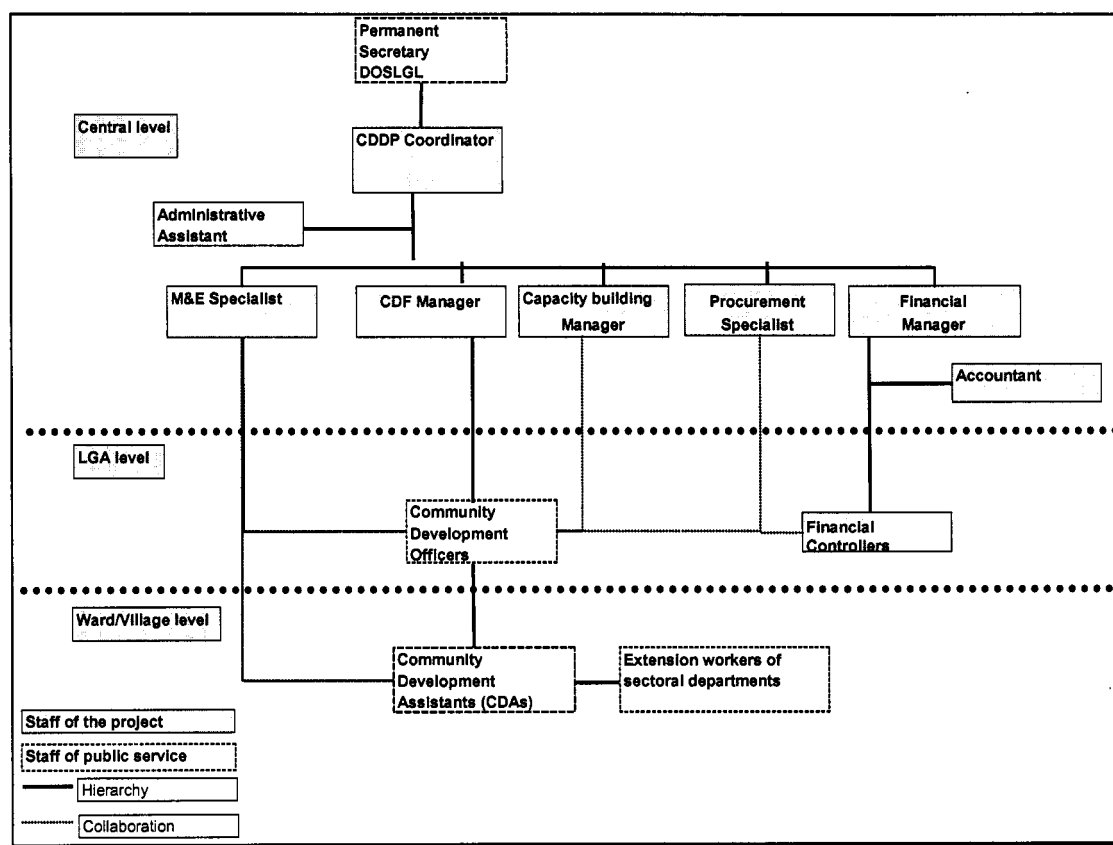 Permanent
Secretary
DOSLGL
Central level
CDDP Coordinator
Administrative
Assistant
M&E Specialist
CDF Manager
Capacity building
Manager
Procurement
Specialist
Financial
Manager
Accountant
LGA level
Community
Development
Officers
Financial
Controllers
Ward/Village level
Community
Development
Assistants (CDAs)
Extension workers of
sectoral departments
Staff of the project
Staff of public service
Hierarchy
Collaboration